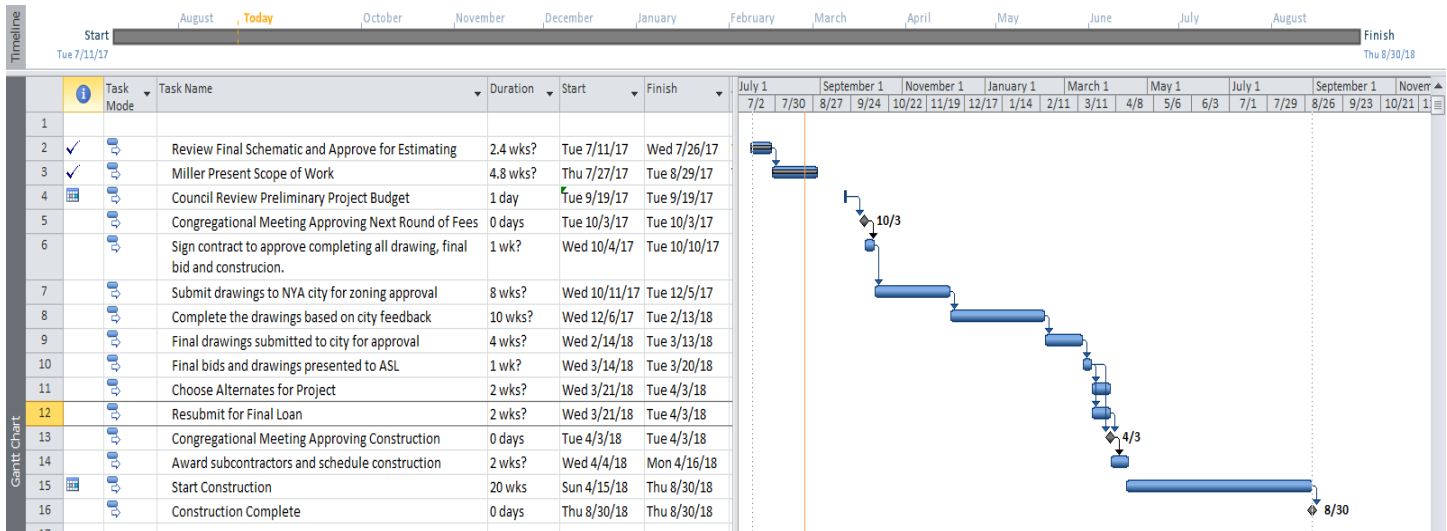 Timeline
August Today October November December January February March April May June July August
Start Finish
Tue 7/11/17 Thu 8/30/18
Gantt Chart
Task Mode Task Name Duration Start Finish
July 1 September 1 November 1 January 1 March 1 May 1 July 1 September 1 Novem
7/2 7/30 8/27 9/24 10/22 11/19 12/17 1/14 2/11 3/11 4/8 5/6 6/3 7/1 7/29 8/26 9/23 10/21
1
2 Review Final Schematic and Approve for Estimating 2.4 wks? Tue 7/11/17 Wed 7/26/17
3 Miller Present Scope of Work 4.8 wks? Thu 7/27/17 Tue 8/29/17
4 Council Review Preliminary Project Budget 1 day Tue 9/19/17 Tue 9/19/17
5 Congregational Meeting Approving Next Round of Fees 0 days Tue 10/3/17 Tue 10/3/17 10/3
6 Sign contract to approve completing all drawing, final 1 wk? Wed 10/4/17 Tue 10/10/17
bid and construcion.
7 Submit drawings to NYA city for zoning approval 8 wks? Wed 10/11/17 Tue 12/5/17
8 Complete the drawings based on city feedback 10 wks? Wed 12/6/17 Tue 2/13/18
9 Final drawings submitted to city for approval 4 wks? Wed 2/14/18 Tue 3/13/18
10 Final bids and drawings presented to ASL 1 wk? Wed 3/14/18 Tue 3/20/18
11 Choose Alternates for Project 2 wks? Wed 3/21/18 Tue 4/3/18
12 Resubmit for Final Loan 2 wks? Wed 3/21/18 Tue 4/3/18
13 Congregational Meeting Approving Construction 0 days Tue 4/3/18 Tue 4/3/18 4/3
14 Award subcontractors and schedule construction 2 wks? Wed 4/4/18 Mon 4/16/18
15 Start Construction 20 wks Sun 4/15/18 Thu 8/30/18
16 Construction Complete 0 days Thu 8/30/18 Thu 8/30/18 8/30